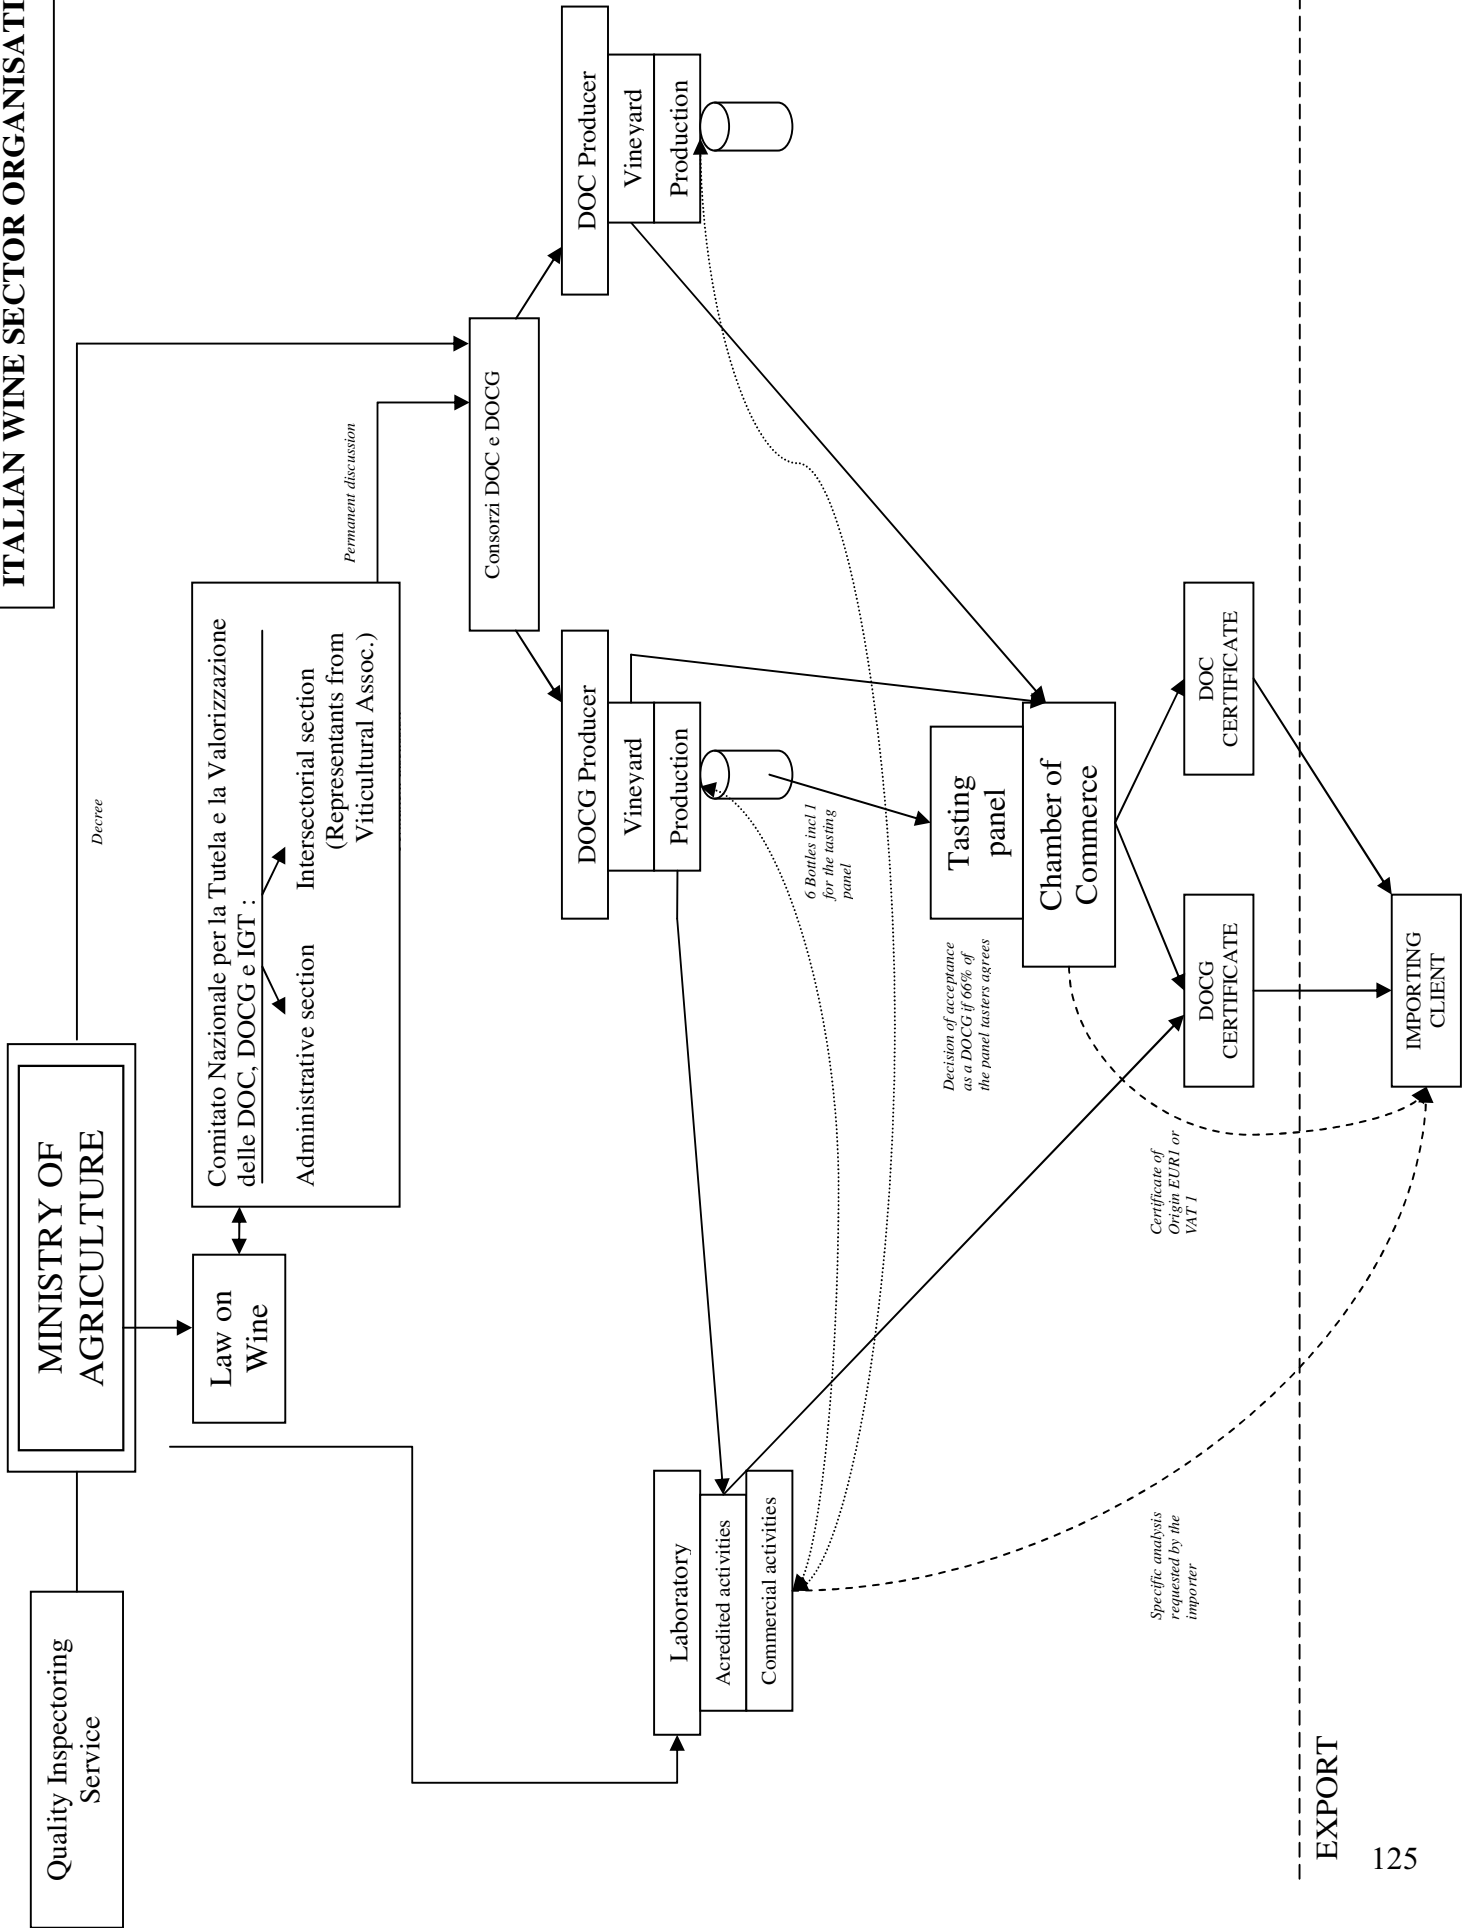 ITALIAN WINE SECTOR ORGANISATI
Quality Inspectoring
Service
MINISTRY OF
AGRICULTURE
Decree
Law on
Wine
Comitato Nazionale per la Tutela e la Valorizzazione
delle DOC, DOCG e IGT :
Administrative section
Intersectorial section
(Representants from
Viticultural Assoc.)
Permanent discussion
Consorzi DOC e DOCG
DOCG Producer
Vineyard
Production
DOC Producer
Vineyard
Production
Laboratory
Acredited activities
Commercial activities
6 Bottles incl 1
for the tasting
panel
Tasting
panel
Chamber of
Commerce
Decision of acceptance
as a DOCG if 66% of
the panel tasters agrees
DOCG
CERTIFICATE
DOC
CERTIFICATE
Certificate of
Origin EUR1 or
VAT 1
Specific analysis
requested by the
importer
EXPORT
IMPORTING
CLIENT
125